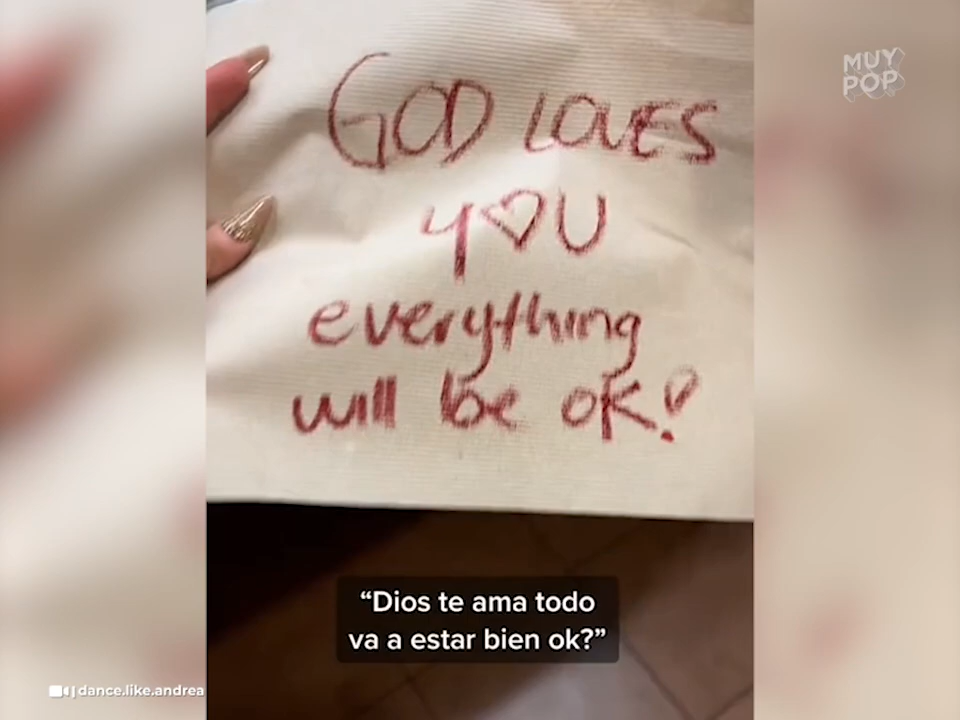 MUY
POP
GOD LOVES
YOU
everything
will be ok!
“Dios te ama todo
va a estar bien ok?”
dance.like.andrea